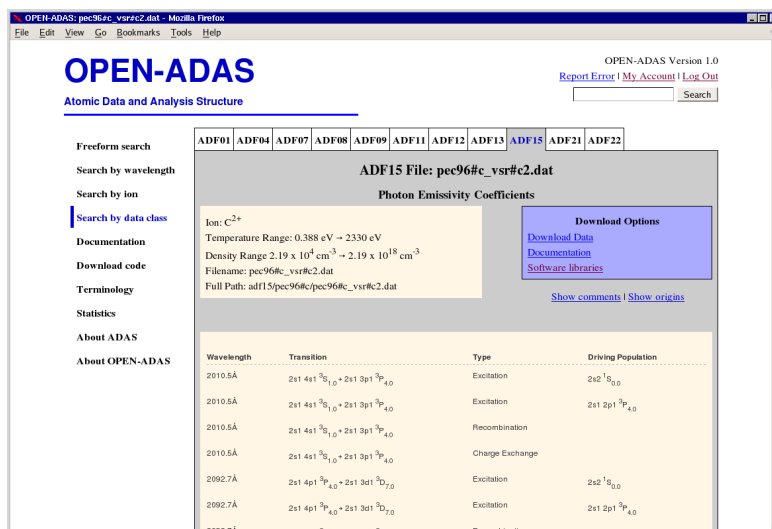 OPEN-ADAS: pec96#c_vsr#c2.dat - Mozilla Firefox
File Edit View Go Bookmarks Tools Help
OPEN-ADAS
Atomic Data and Analysis Structure
OPEN-ADAS Version 1.0
Report Error | My Account | Log Out
Search
Freeform search
Search by wavelength
Search by ion
Search by data class
Documentation
Download code
Terminology
Statistics
About ADAS
About OPEN-ADAS
ADF01 ADF04 ADF07 ADF08 ADF09 ADF11 ADF12 ADF13 ADF15 ADF21 ADF22
ADF15 File: pec96#c_vsr#c2.dat
Photon Emissivity Coefficients
Ion: C2+
Temperature Range: 0.388 eV → 2330 eV
Density Range 2.19 x 10^4 cm^-3 → 2.19 x 10^18 cm^-3
Filename: pec96#c_vsr#c2.dat
Full Path: adf15/pec96#c/pec96#c_vsr#c2.dat
Download Options
Download Data
Documentation
Software libraries
Show comments | Show origins
Wavelength Transition Type Driving Population
2010.5Å 2s1 4s1 3S1.0 → 2s1 3p1 3P4.0 Excitation 2s2 1S0.0
2010.5Å 2s1 4s1 3S1.0 → 2s1 3p1 3P4.0 Excitation 2s1 2p1 3P4.0
2010.5Å 2s1 4s1 3S1.0 → 2s1 3p1 3P4.0 Recombination
2010.5Å 2s1 4s1 3S1.0 → 2s1 3p1 3P4.0 Charge Exchange
2092.7Å 2s1 4p1 3P4.0 → 2s1 3d1 3D7.0 Excitation 2s2 1S0.0
2092.7Å 2s1 4p1 3P4.0 → 2s1 3d1 3D7.0 Excitation 2s1 2p1 3P4.0